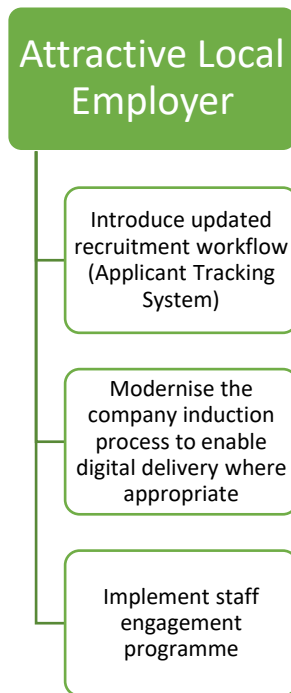 Attractive Local
Employer
Introduce updated
recruitment workflow
(Applicant Tracking
System)
Modernise the
company induction
process to enable
digital delivery where
appropriate
Implement staff
engagement
programme